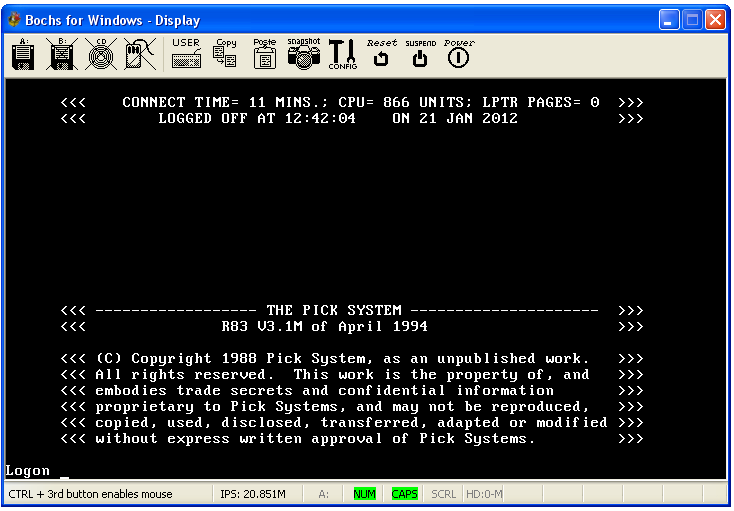 Bochs for Windows - Display
A: B: CD USER Copy Paste snapshot CONFIG Reset SUSPEND Power
<<<    CONNECT TIME= 11 MINS.; CPU= 866 UNITS; LPTR PAGES= 0  >>>
<<<        LOGGED OFF AT 12:42:04    ON 21 JAN 2012           >>>
<<< ------------------ THE PICK SYSTEM ---------------------  >>>
<<<               R83 V3.1M of April 1994                     >>>
<<< (C) Copyright 1988 Pick System, as an unpublished work.   >>>
<<< All rights reserved.  This work is the property of, and   >>>
<<< embodies trade secrets and confidential information       >>>
<<< proprietary to Pick Systems, and may not be reproduced,   >>>
<<< copied, used, disclosed, transferred, adapted or modified >>>
<<< without express written approval of Pick Systems.         >>>
Logon _
CTRL + 3rd button enables mouse IPS: 20.851M A: NUM CAPS SCRL HD:0-M